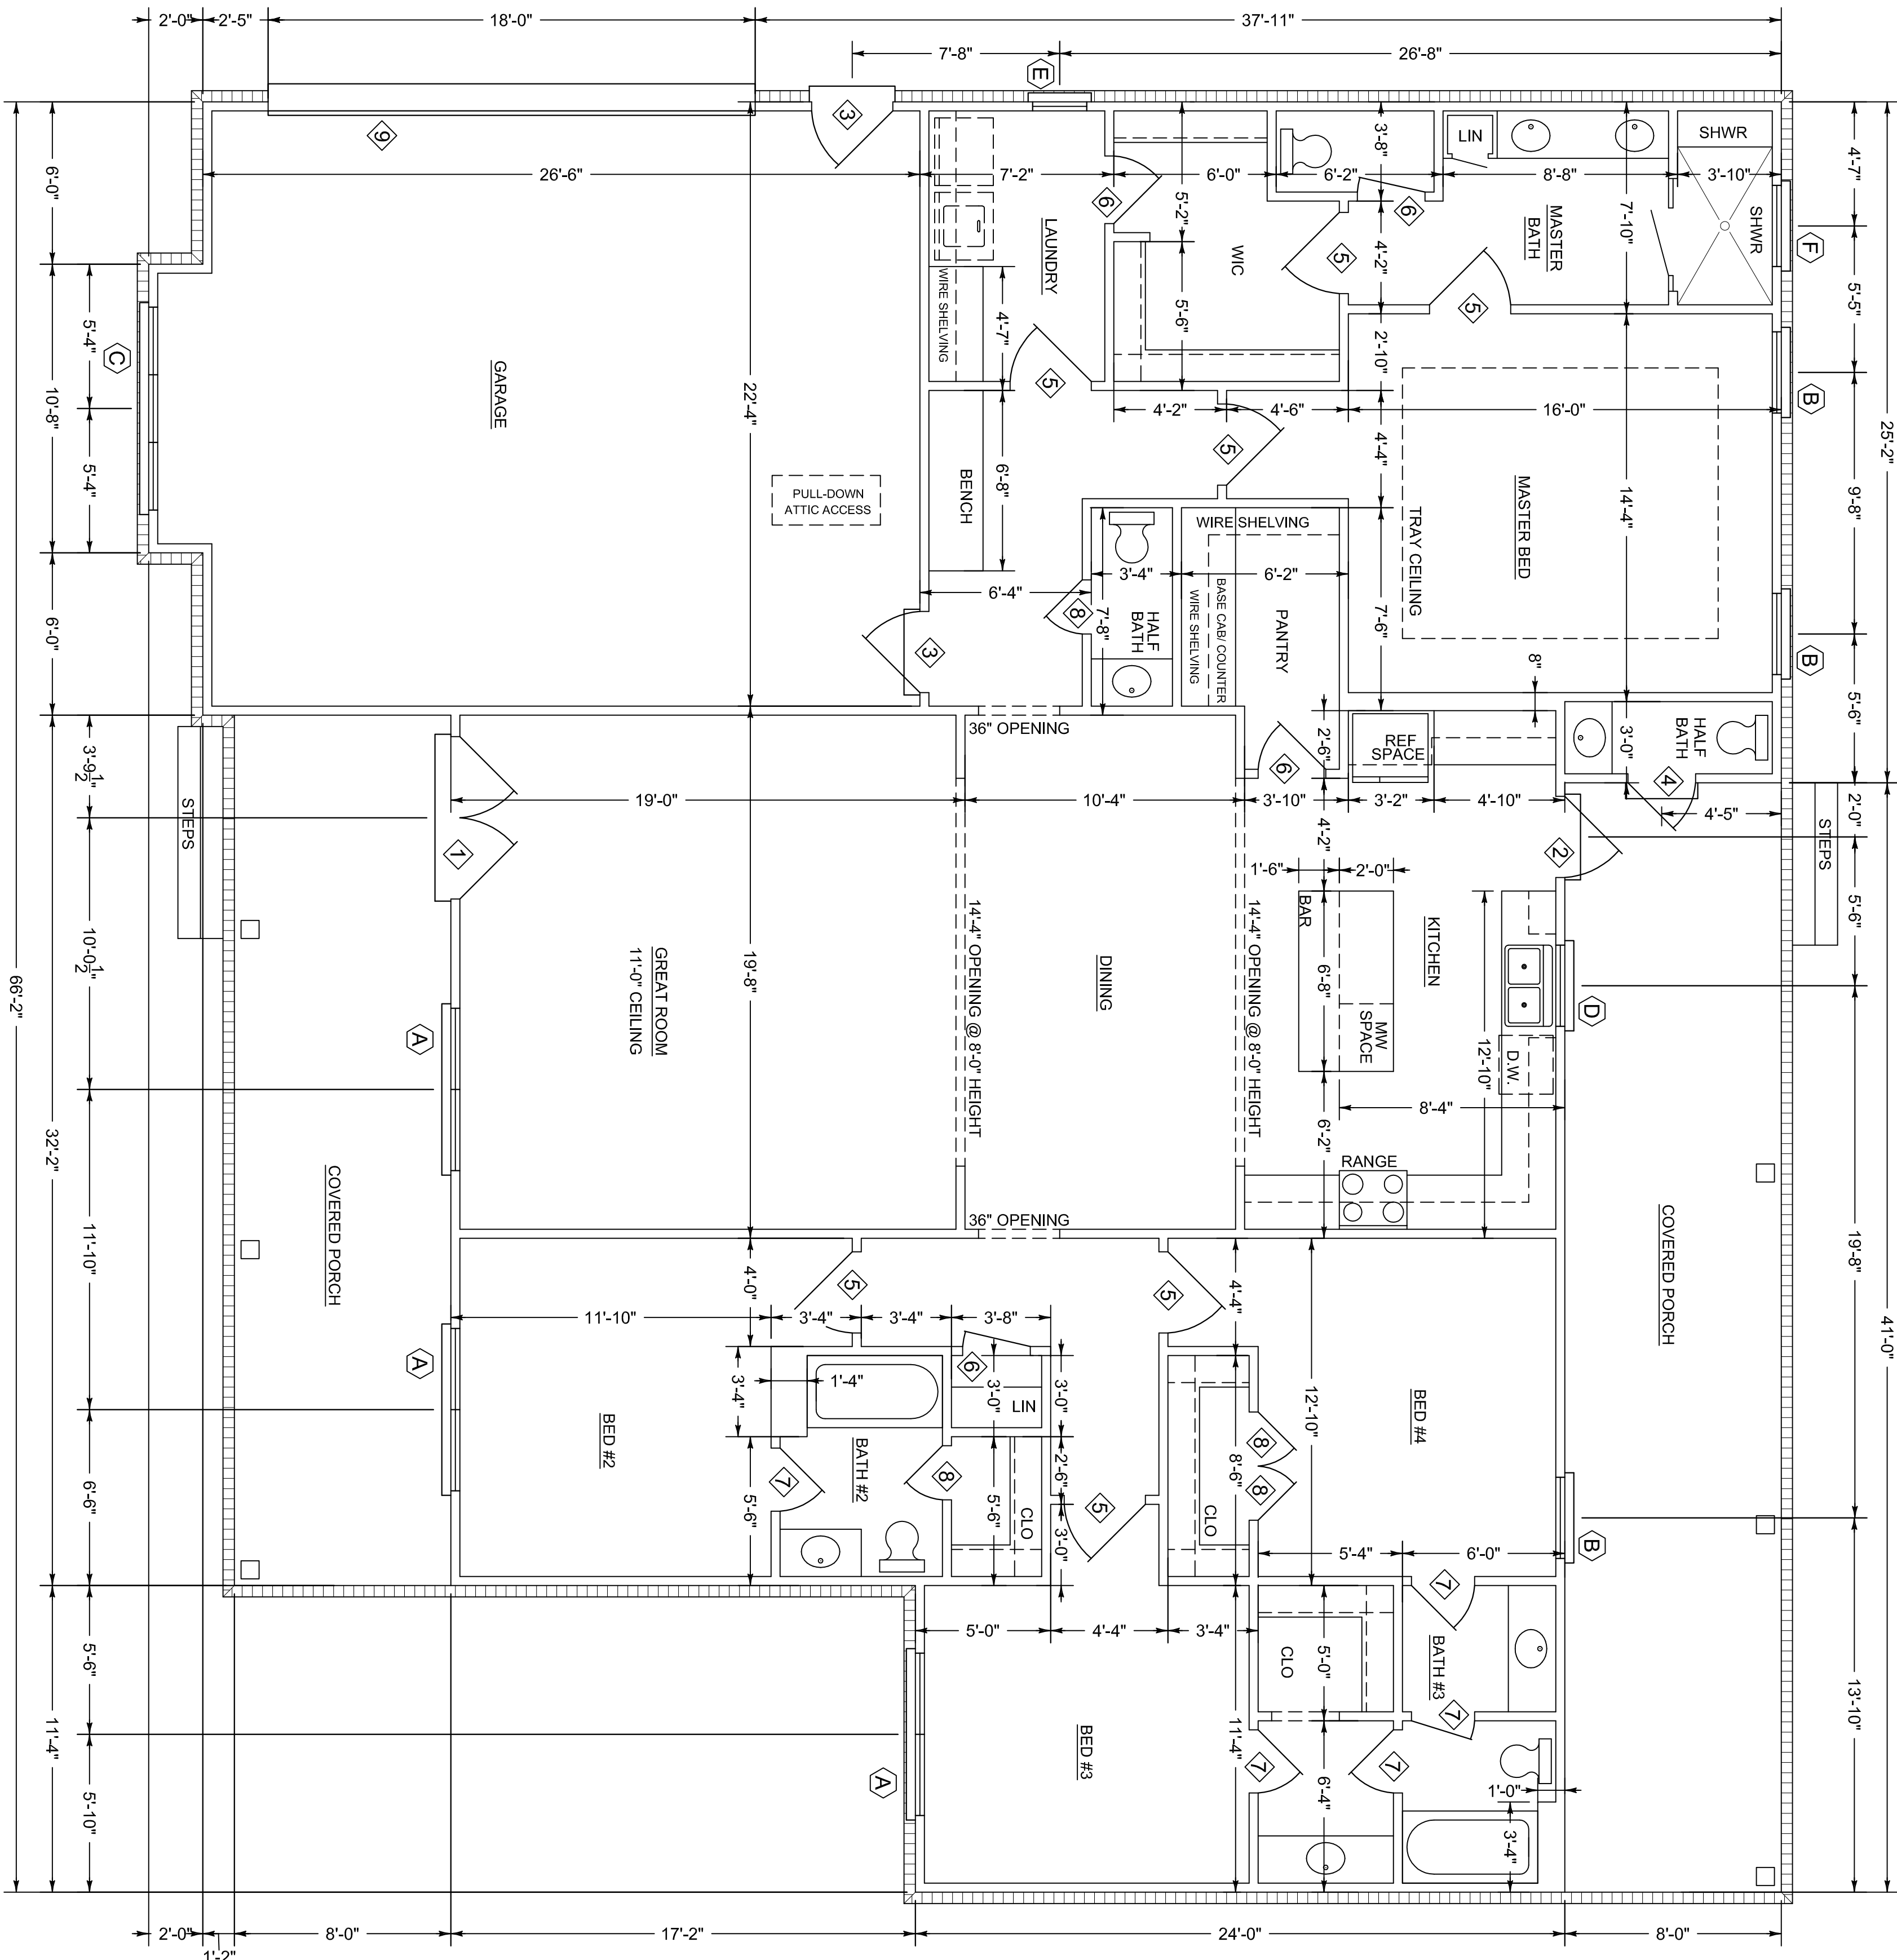 2'-0"
2'-5"
18'-0"
37'-11"
7'-8"
26'-8"
E
3
9
6'-0"
26'-6"
7'-2"
6'-0"
6'-2"
8'-8"
3'-10"
3'-8"
LIN
SHWR
SHWR
4'-7"
F
5'-5"
25'-2"
6
6
5'-2"
4'-2"
7'-10"
MASTER
BATH
LAUNDRY
WIC
5
5
WIRE SHELVING
4'-7"
5'-6"
2'-10"
5'-4"
C
10'-8"
5'-4"
GARAGE
22'-4"
5
4'-2"
4'-6"
16'-0"
B
9'-8"
4'-4"
5
BENCH
6'-8"
PULL-DOWN
ATTIC ACCESS
14'-4"
MASTER BED
TRAY CEILING
WIRE SHELVING
3'-4"
6'-2"
6'-4"
7'-8"
8
HALF
BATH
WIRE SHELVING
BASE CAB/ COUNTER
PANTRY
7'-6"
B
8"
5'-6"
6'-0"
3
36" OPENING
2'-6"
REF
SPACE
3'-0"
HALF
BATH
6
4
3'-9 1/2"
STEPS
19'-0"
10'-4"
3'-10"
3'-2"
4'-10"
4'-5"
2'-0"
STEPS
1
4'-2"
2
1'-6"
2'-0"
5'-6"
66'-2"
10'-0 1/2"
GREAT ROOM
11'-0" CEILING
19'-8"
14'-4" OPENING @ 8'-0" HEIGHT
DINING
14'-4" OPENING @ 8'-0" HEIGHT
BAR
6'-8"
MW
SPACE
KITCHEN
12'-10"
D.W.
D
A
8'-4"
6'-2"
RANGE
32'-2"
11'-10"
COVERED PORCH
36" OPENING
COVERED PORCH
19'-8"
41'-0"
A
4'-0"
5
5
4'-4"
11'-10"
3'-4"
3'-4"
3'-8"
3'-4"
1'-4"
6
3'-0"
LIN
3'-0"
12'-10"
BED #4
BED #2
7
BATH #2
8
5'-6"
5'-6"
CLO
2'-6"
3'-0"
5
8'-6"
CLO
8
8
B
6'-6"
5'-4"
6'-0"
7
5'-6"
11'-4"
5'-10"
5'-0"
4'-4"
3'-4"
CLO
5'-0"
BATH #3
7
13'-10"
A
BED #3
11'-4"
7
6'-4"
7
1'-0"
3'-4"
2'-0"
1'-2"
8'-0"
17'-2"
24'-0"
8'-0"